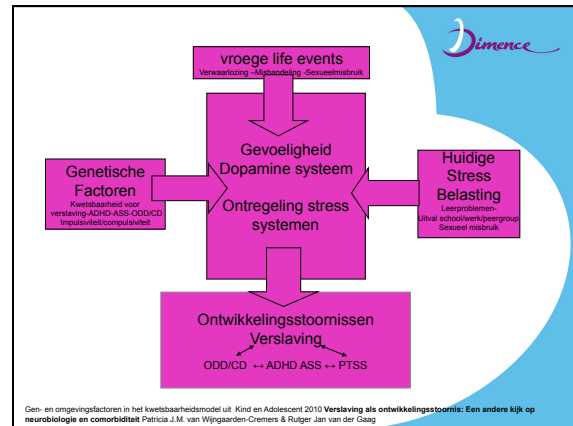 Dimence
vroege life events
Verwaarlozing –Mishandeling -Sexueelmisbruik
Gevoeligheid
Dopamine systeem
Ontregeling stress
systemen
Genetische
Factoren
Kwetsbaarheid voor
verslaving-ADHD-ASS-ODD/CD
Impulsiviteit/compulsiviteit
Huidige
Stress
Belasting
Leerproblemen-
Uitval school/werk/peergroup
Sexueel misbruik
Ontwikkelingsstoornissen
Verslaving
ODD/CD ↔ ADHD ASS ↔ PTSS
Gen- en omgevingsfactoren in het kwetsbaarheidsmodel uit Kind en Adolescent 2010 Verslaving als ontwikkelingsstoornis: Een andere kijk op
neurobiologie en comorbiditeit Patricia J.M. van Wijngaarden-Cremers & Rutger Jan van der Gaag